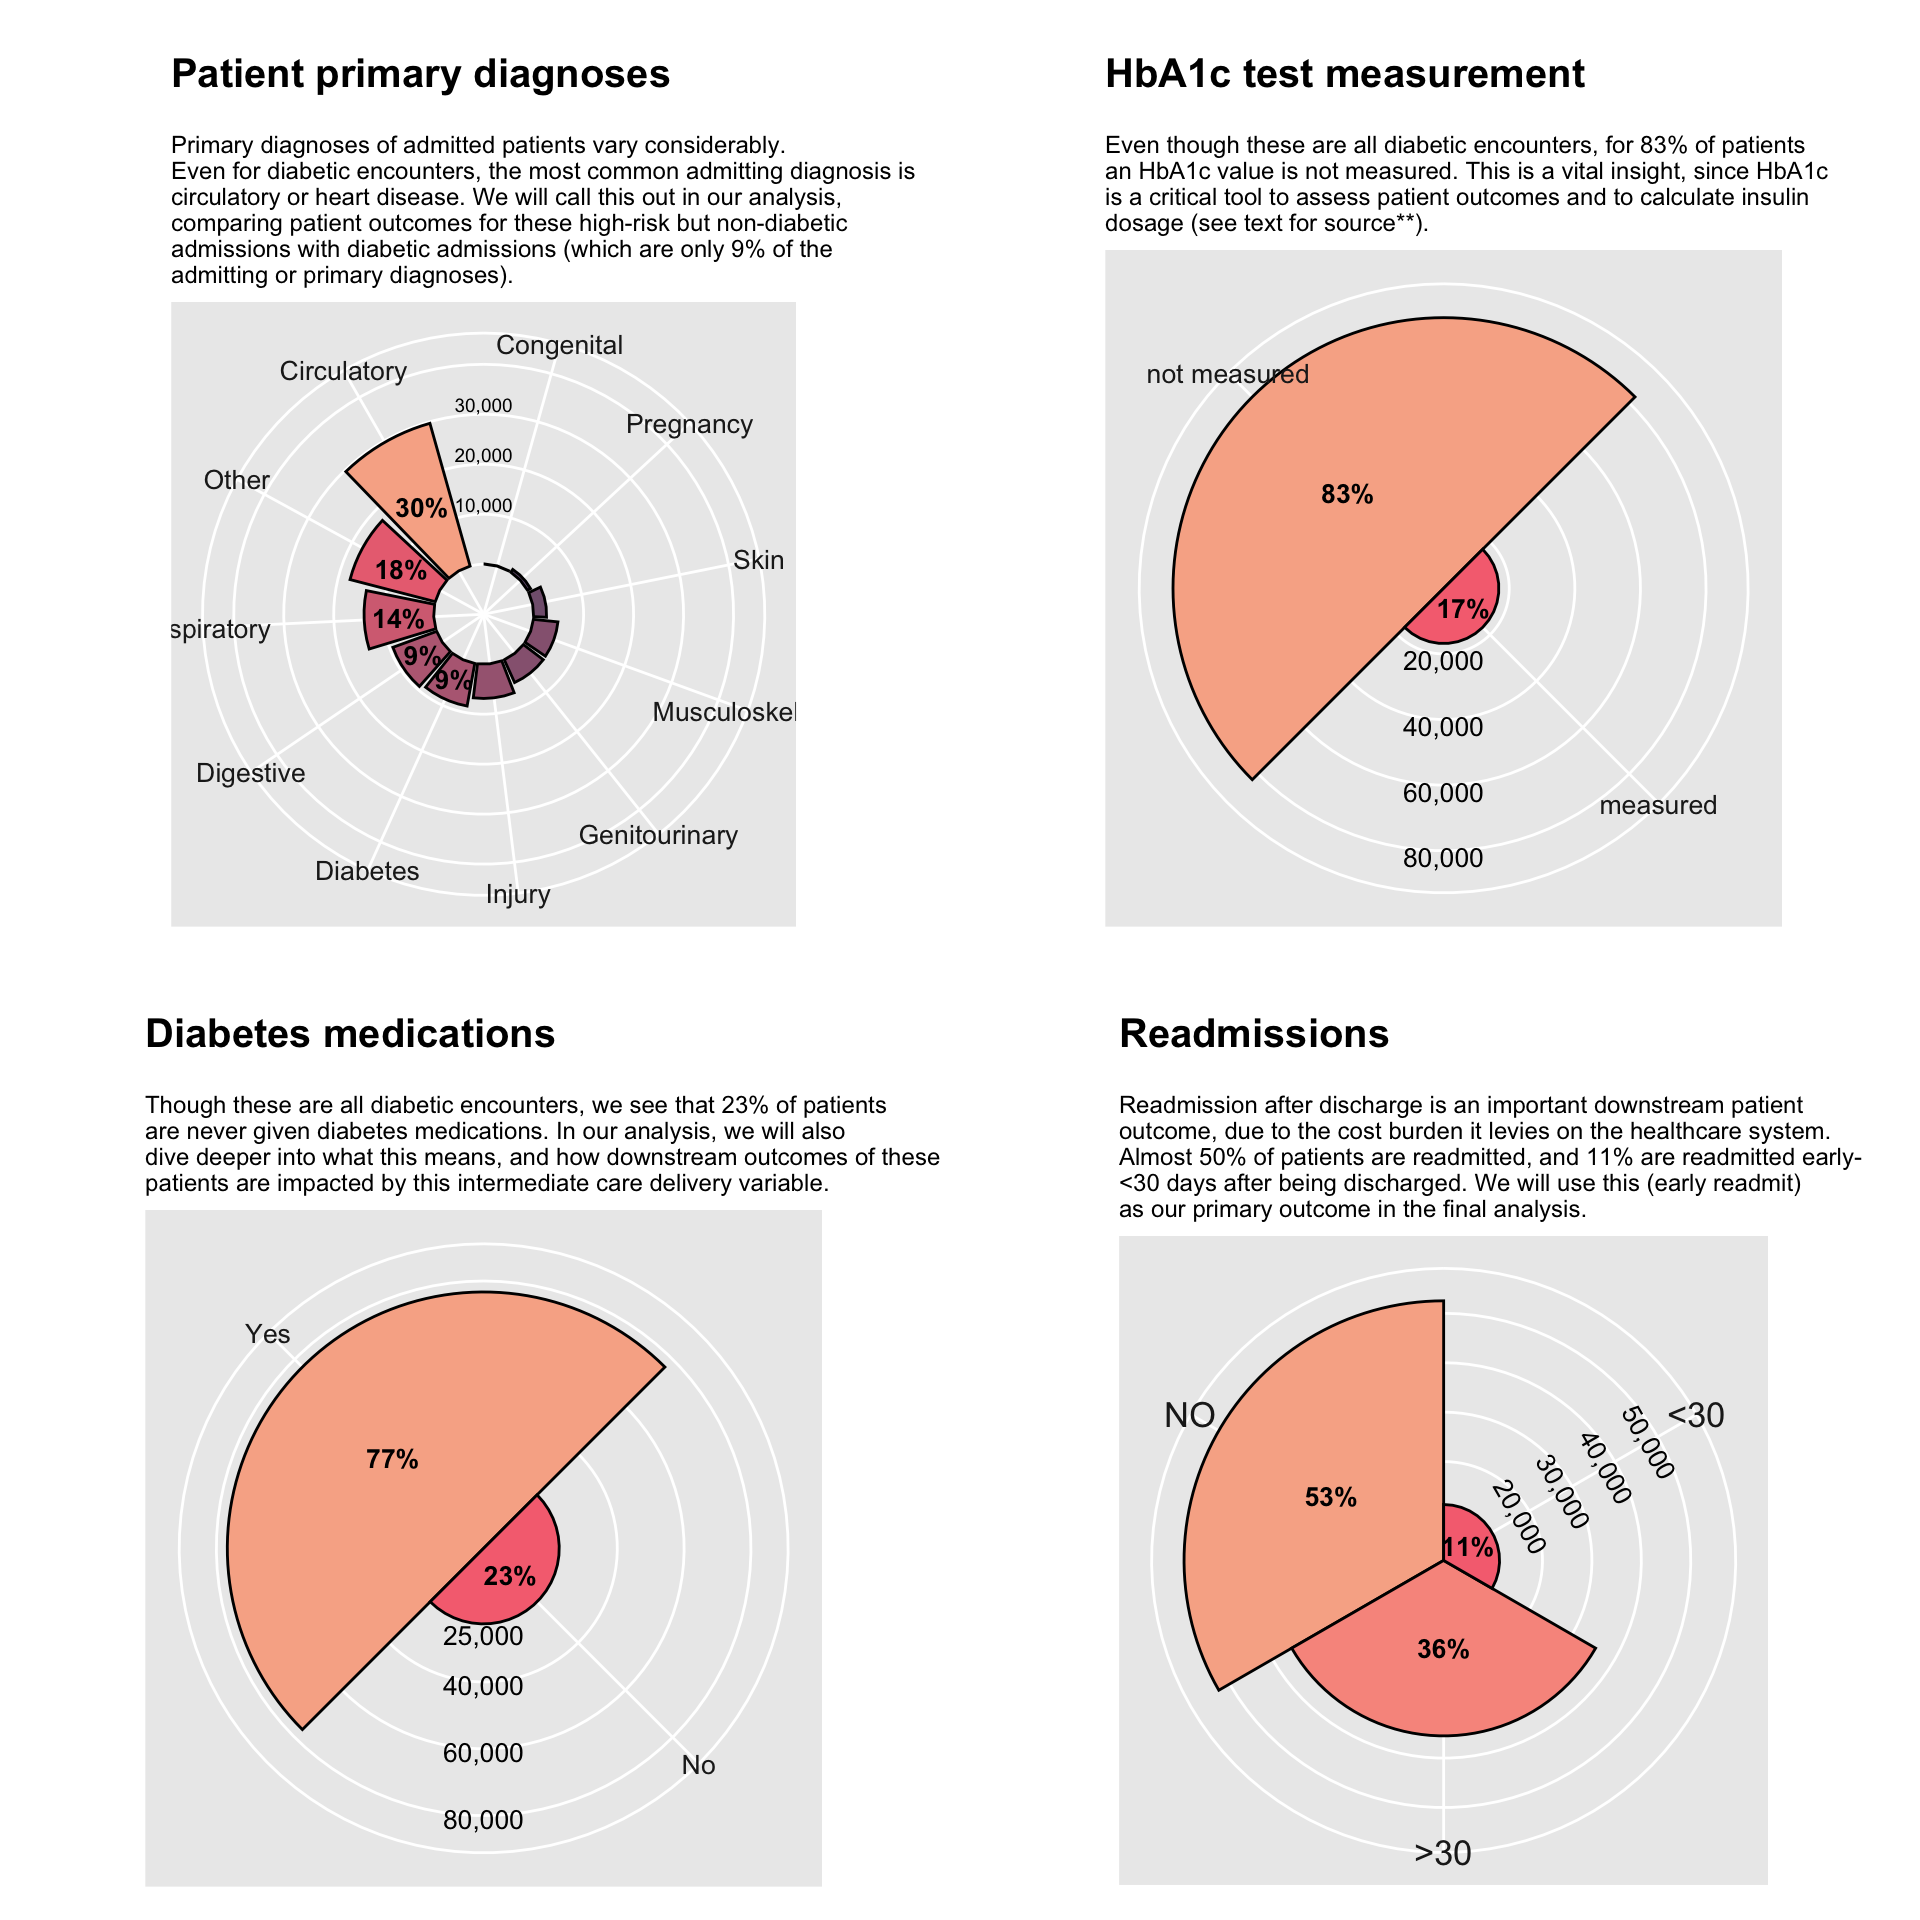 Patient primary diagnoses
Primary diagnoses of admitted patients vary considerably.
Even for diabetic encounters, the most common admitting diagnosis is
circulatory or heart disease. We will call this out in our analysis,
comparing patient outcomes for these high-risk but non-diabetic
admissions with diabetic admissions (which are only 9% of the
admitting or primary diagnoses).
Congenital
Circulatory
30,000
Pregnancy
20,000
Other
10,000
30%
Skin
18%
14%
spiratory
9%
9%
Musculoskel
Digestive
Genitourinary
Diabetes
Injury
HbA1c test measurement
Even though these are all diabetic encounters, for 83% of patients
an HbA1c value is not measured. This is a vital insight, since HbA1c
is a critical tool to assess patient outcomes and to calculate insulin
dosage (see text for source**).
not measured
83%
17%
20,000
40,000
60,000
measured
80,000
Diabetes medications
Though these are all diabetic encounters, we see that 23% of patients
are never given diabetes medications. In our analysis, we will also
dive deeper into what this means, and how downstream outcomes of these
patients are impacted by this intermediate care delivery variable.
Yes
77%
23%
25,000
40,000
60,000
No
80,000
Readmissions
Readmission after discharge is an important downstream patient
outcome, due to the cost burden it levies on the healthcare system.
Almost 50% of patients are readmitted, and 11% are readmitted early-
<30 days after being discharged. We will use this (early readmit)
as our primary outcome in the final analysis.
NO
<30
50,000
40,000
30,000
20,000
53%
11%
36%
>30